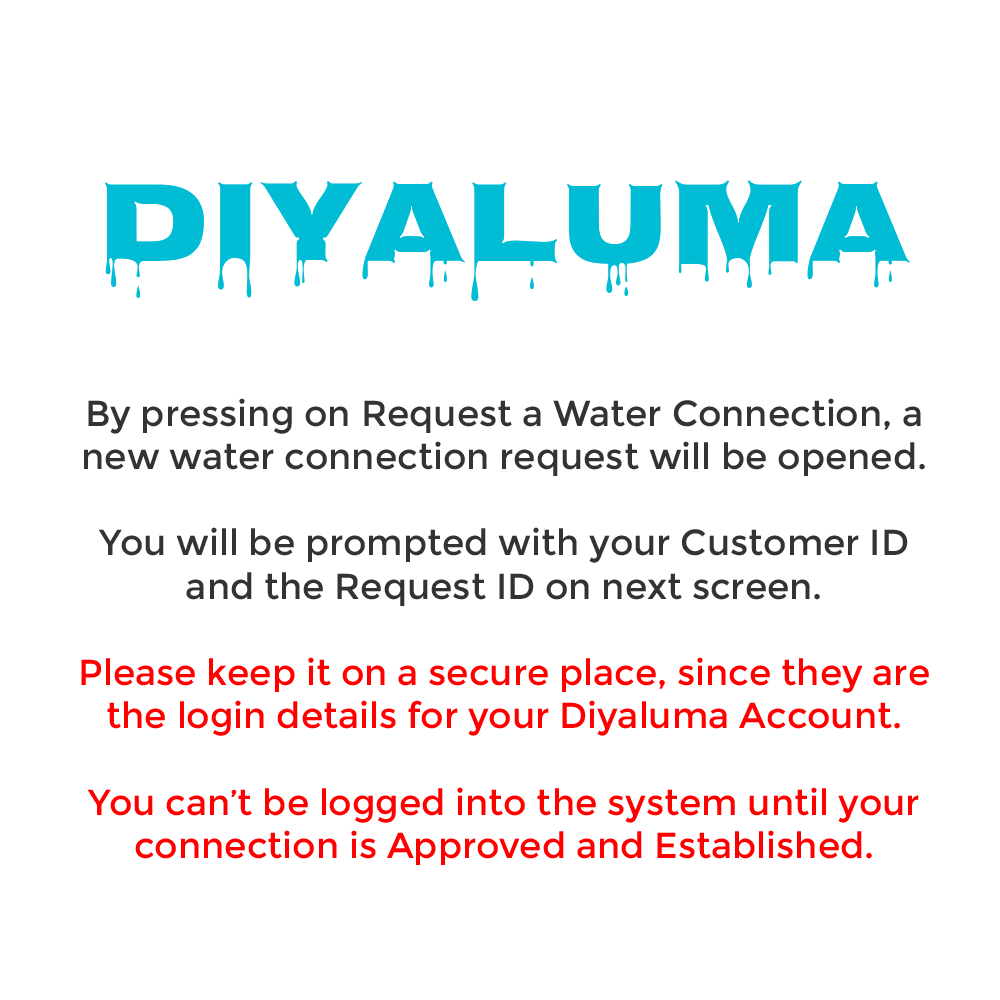 DIYALUMA
By pressing on Request a Water Connection, a
new water connection request will be opened.
You will be prompted with your Customer ID
and the Request ID on next screen.
Please keep it on a secure place, since they are
the login details for your Diyaluma Account.
You can’t be logged into the system until your
connection is Approved and Established.